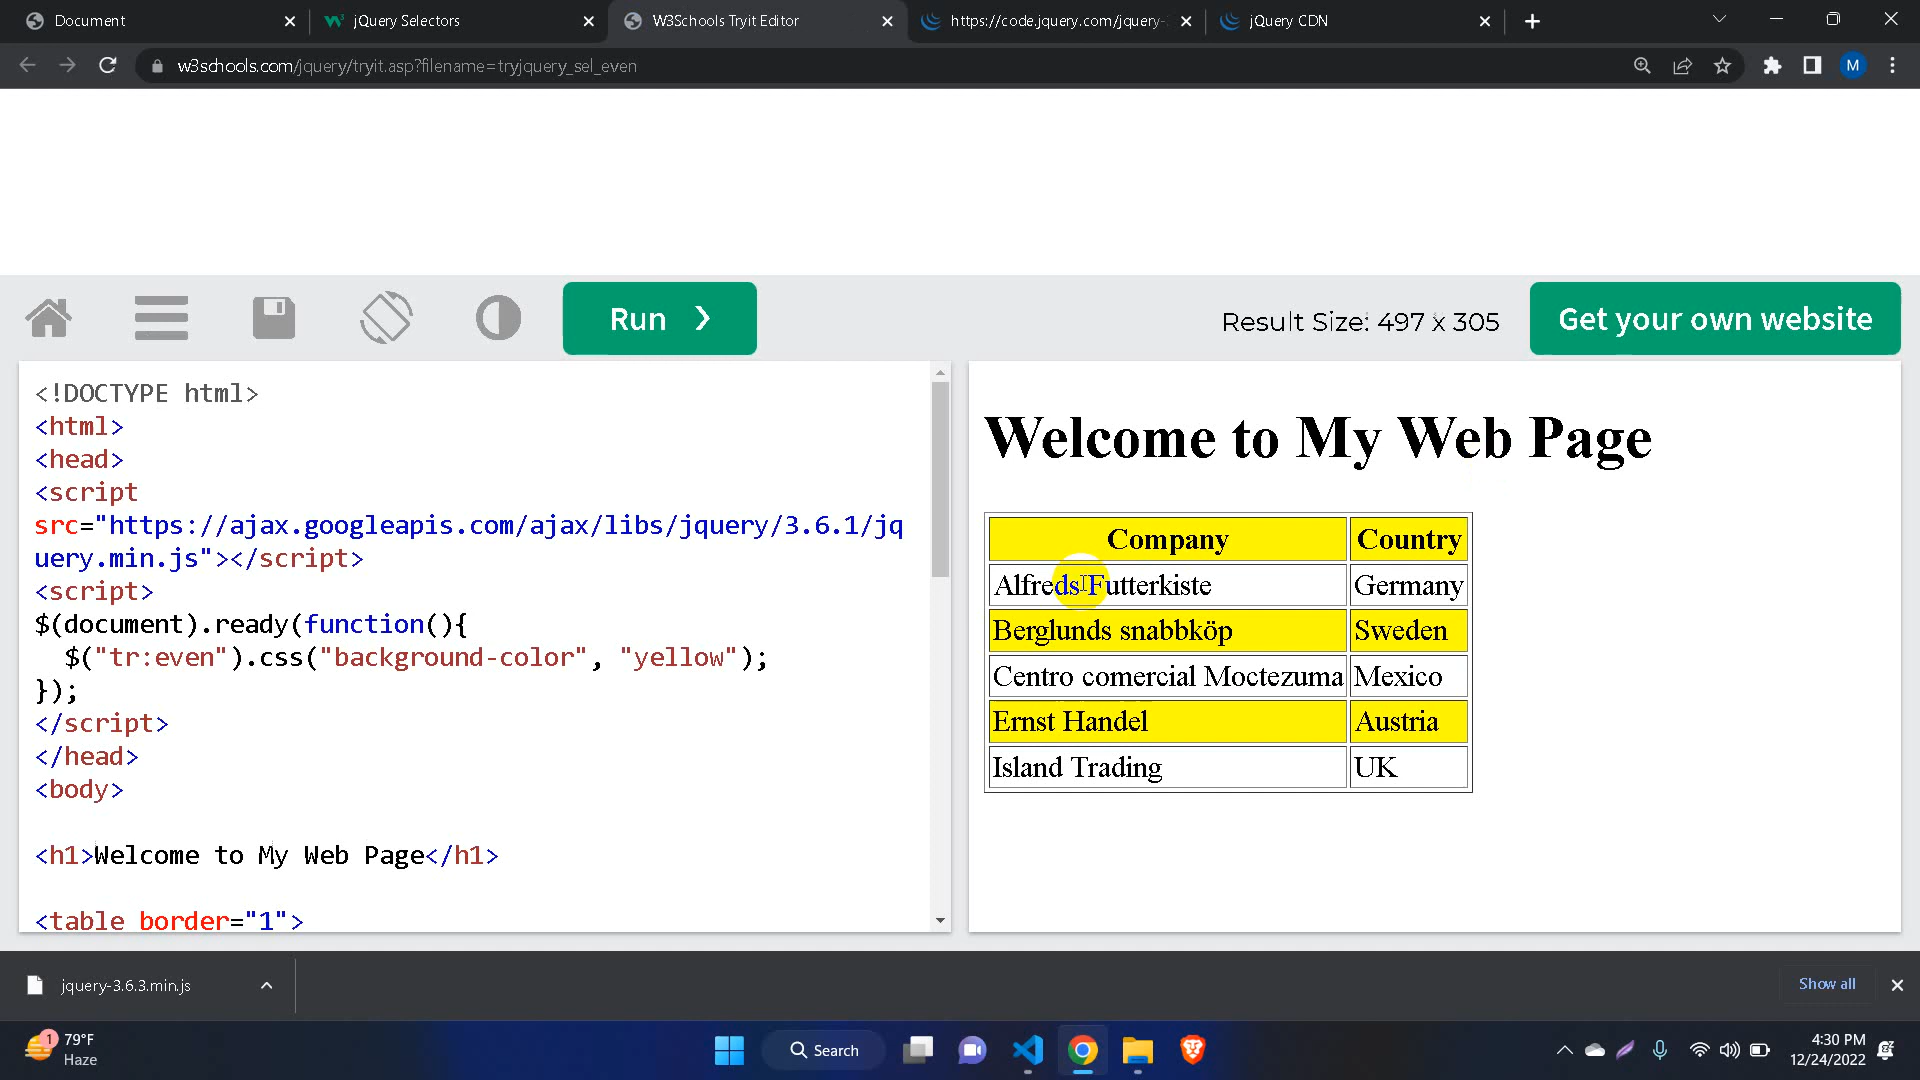 Document
jQuery Selectors
W3Schools Tryit Editor
https://code.jquery.com/jquery-
jQuery CDN
w3schools.com/jquery/tryit.asp?filename=tryjquery_sel_even
M
Run ❯
Result Size: 497 x 305
Get your own website
<!DOCTYPE html>
<html>
<head>
<script
src="https://ajax.googleapis.com/ajax/libs/jquery/3.6.1/jq
uery.min.js"></script>
<script>
$(document).ready(function(){
  $("tr:even").css("background-color", "yellow");
});
</script>
</head>
<body>
<h1>Welcome to My Web Page</h1>
<table border="1">
Welcome to My Web Page
Company Country
Alfreds Futterkiste Germany
Berglunds snabbköp Sweden
Centro comercial Moctezuma Mexico
Ernst Handel Austria
Island Trading UK
jquery-3.6.3.min.js
Show all
1
79°F
Haze
Search
4:30 PM
12/24/2022